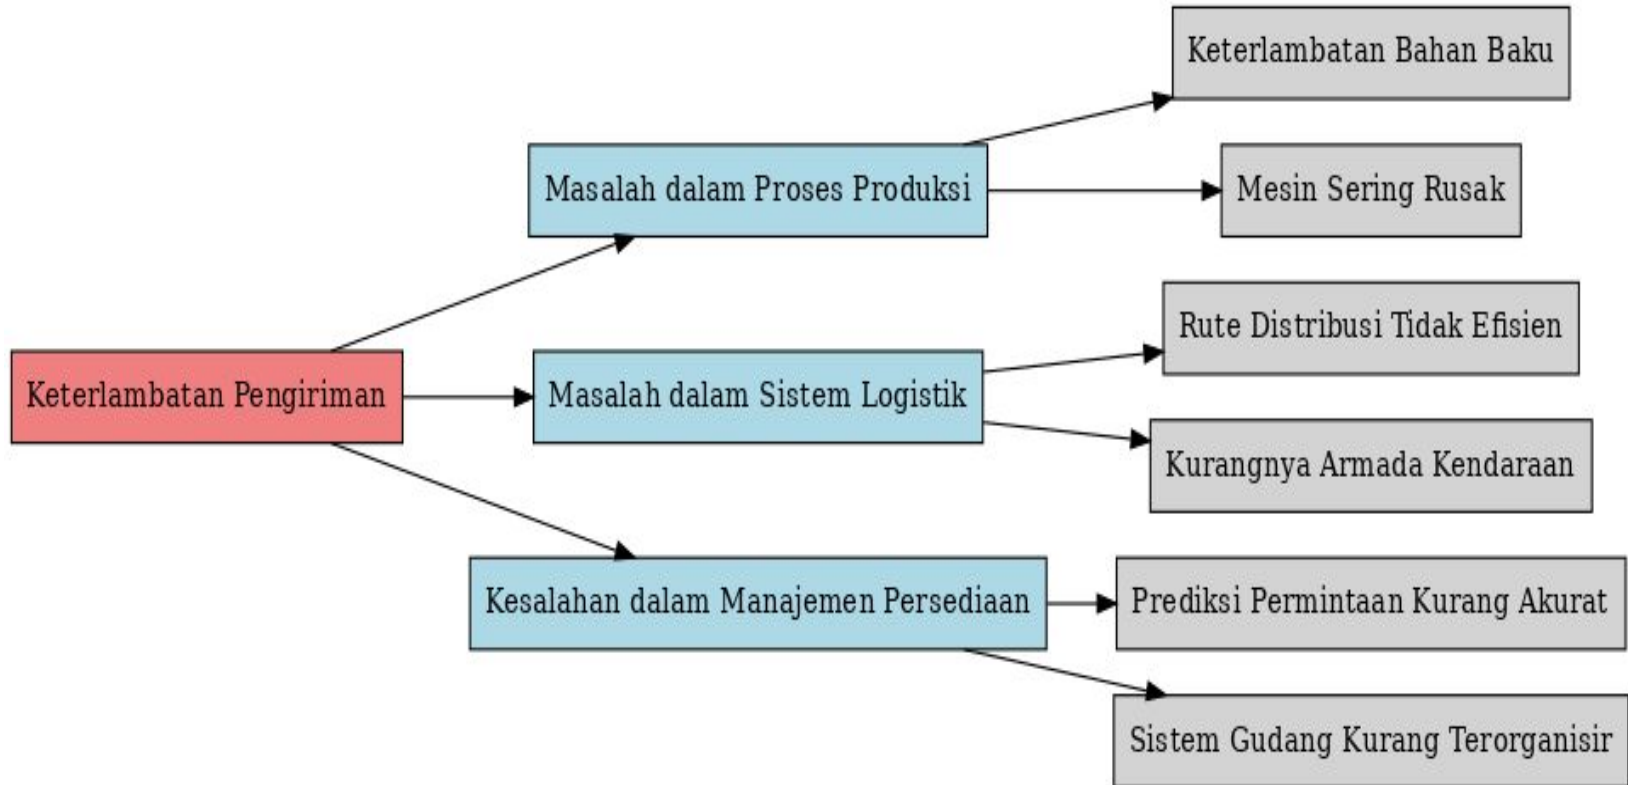 Keterlambatan Bahan Baku
Masalah dalam Proses Produksi
Mesin Sering Rusak
Rute Distribusi Tidak Efisien
Keterlambatan Pengiriman
Masalah dalam Sistem Logistik
Kurangnya Armada Kendaraan
Kesalahan dalam Manajemen Persediaan
Prediksi Permintaan Kurang Akurat
Sistem Gudang Kurang Terorganisir